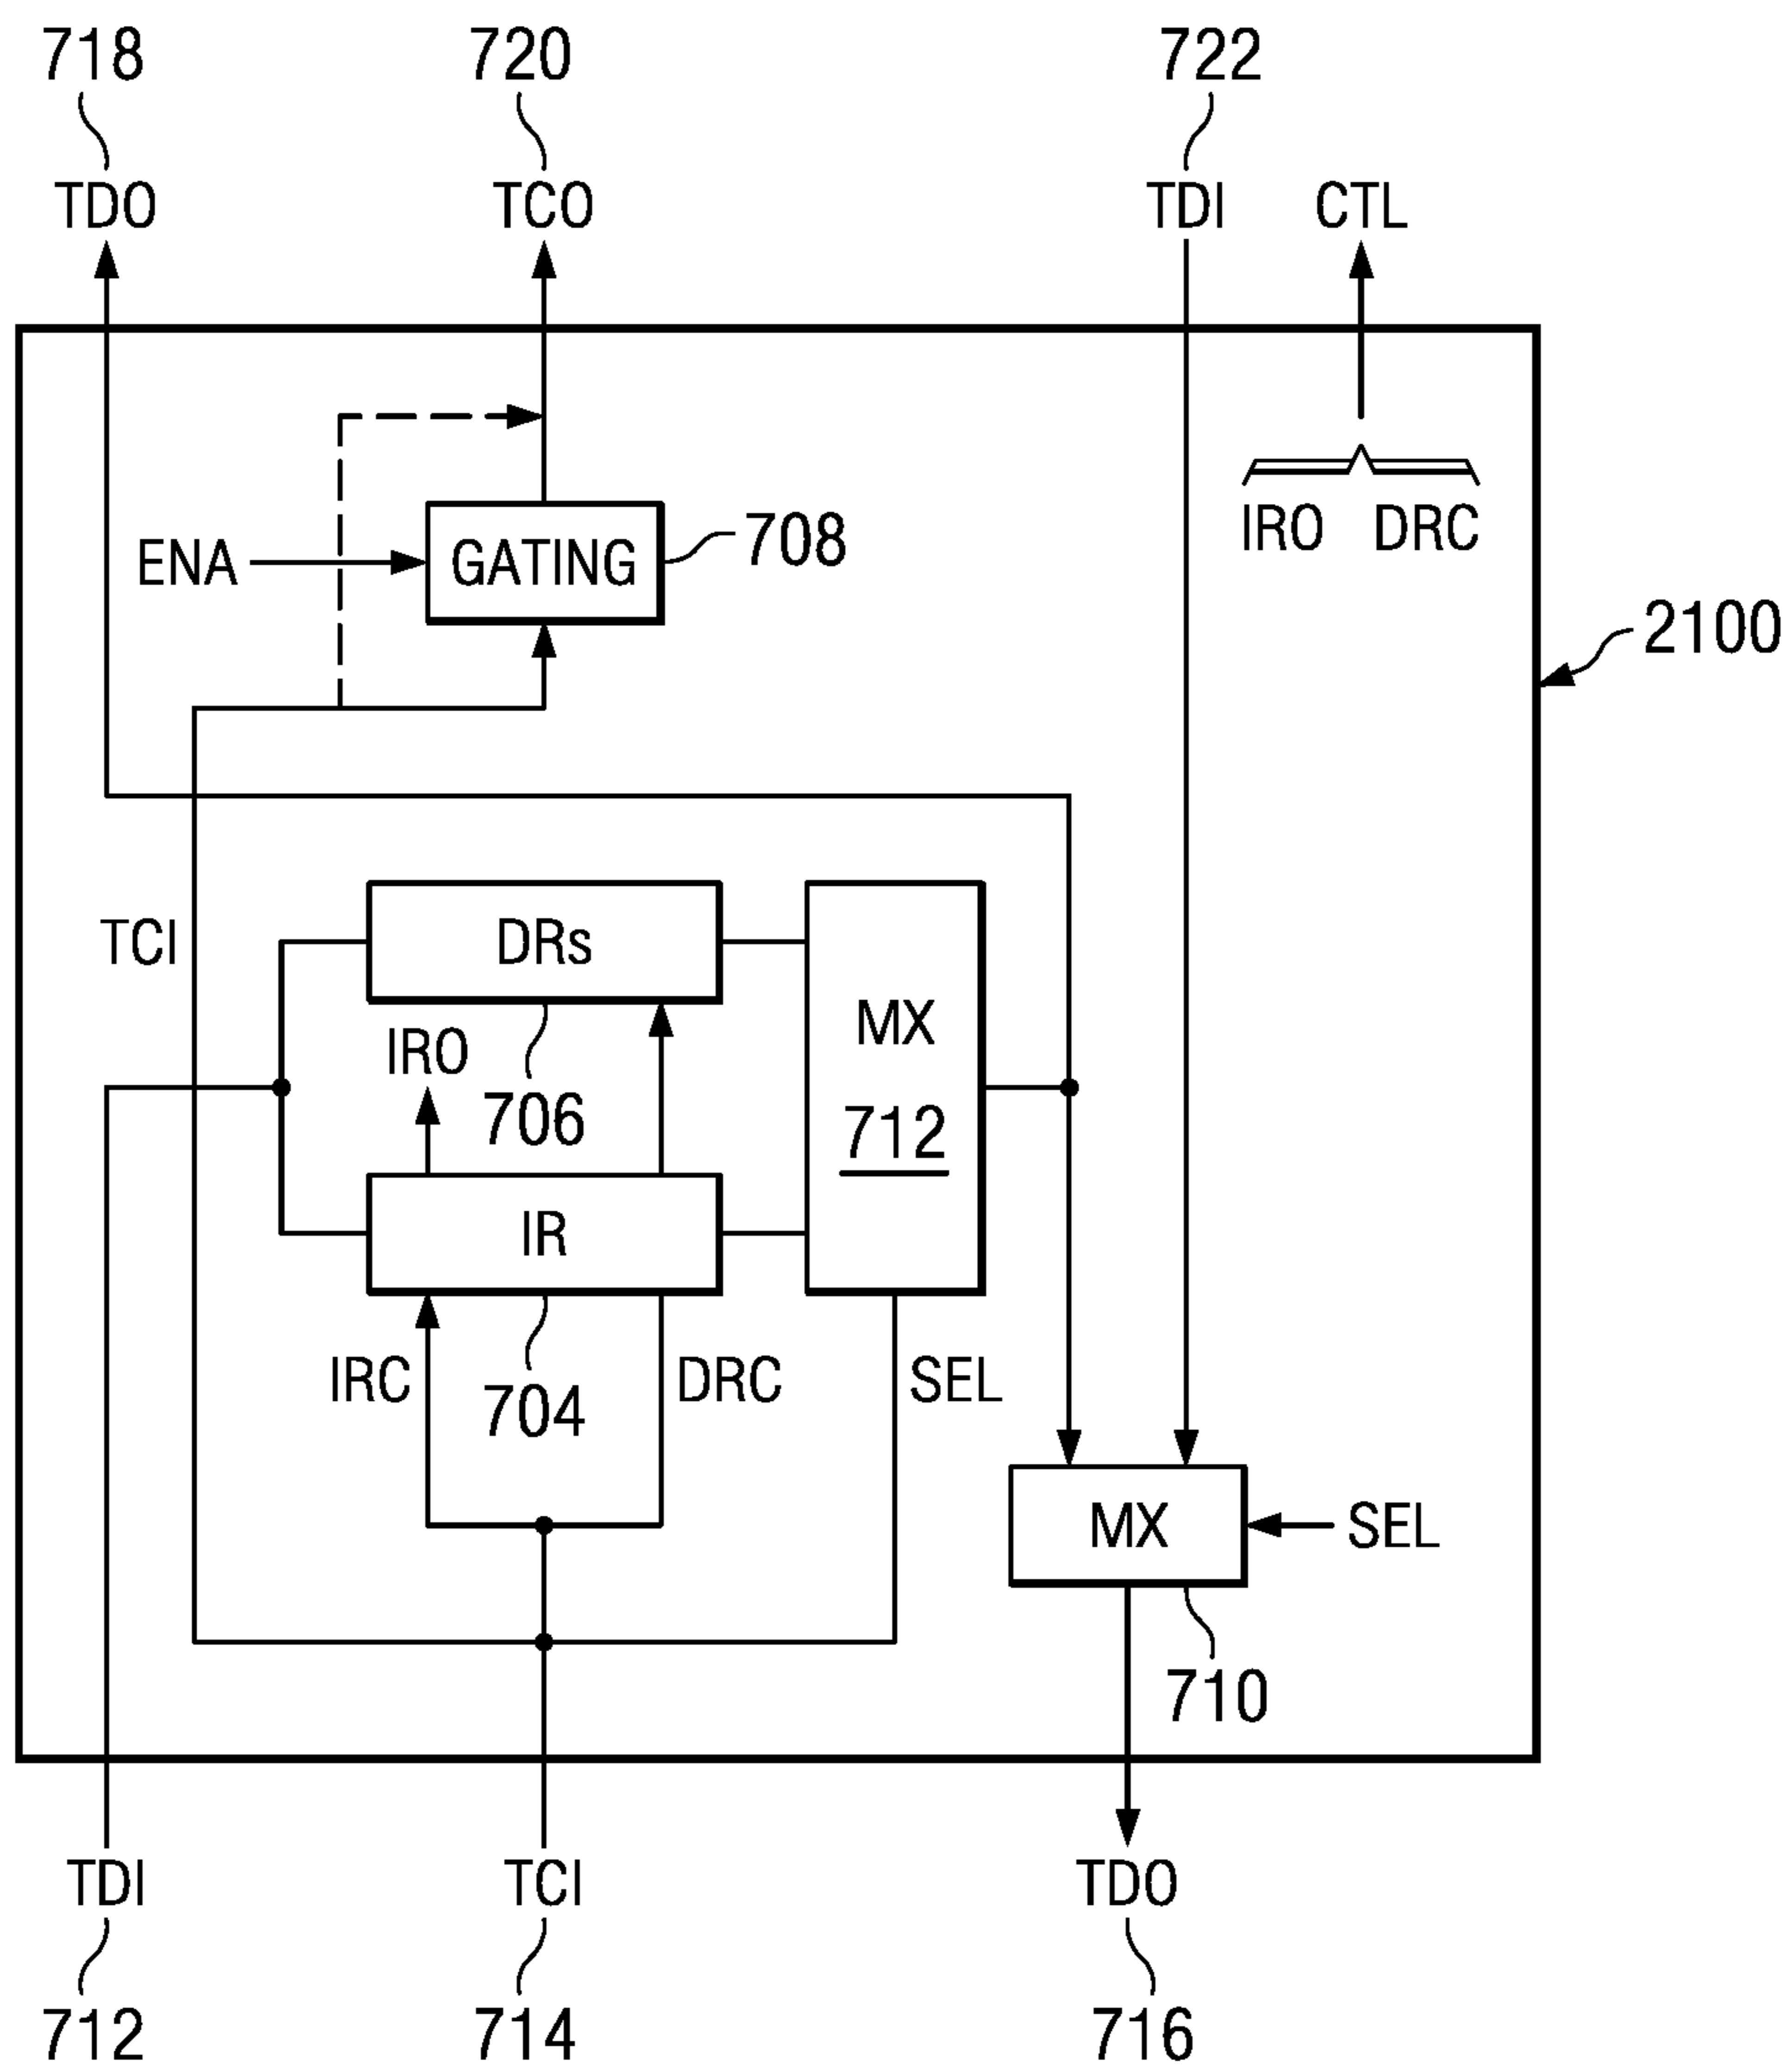 718 720 722
TDO TCO TDI CTL
IRO DRC
ENA GATING 708
2100
TCI DRs
MX
IRO
706 712
IR
IRC DRC SEL
704
MX SEL
710
TDI TCI TDO
712 714 716